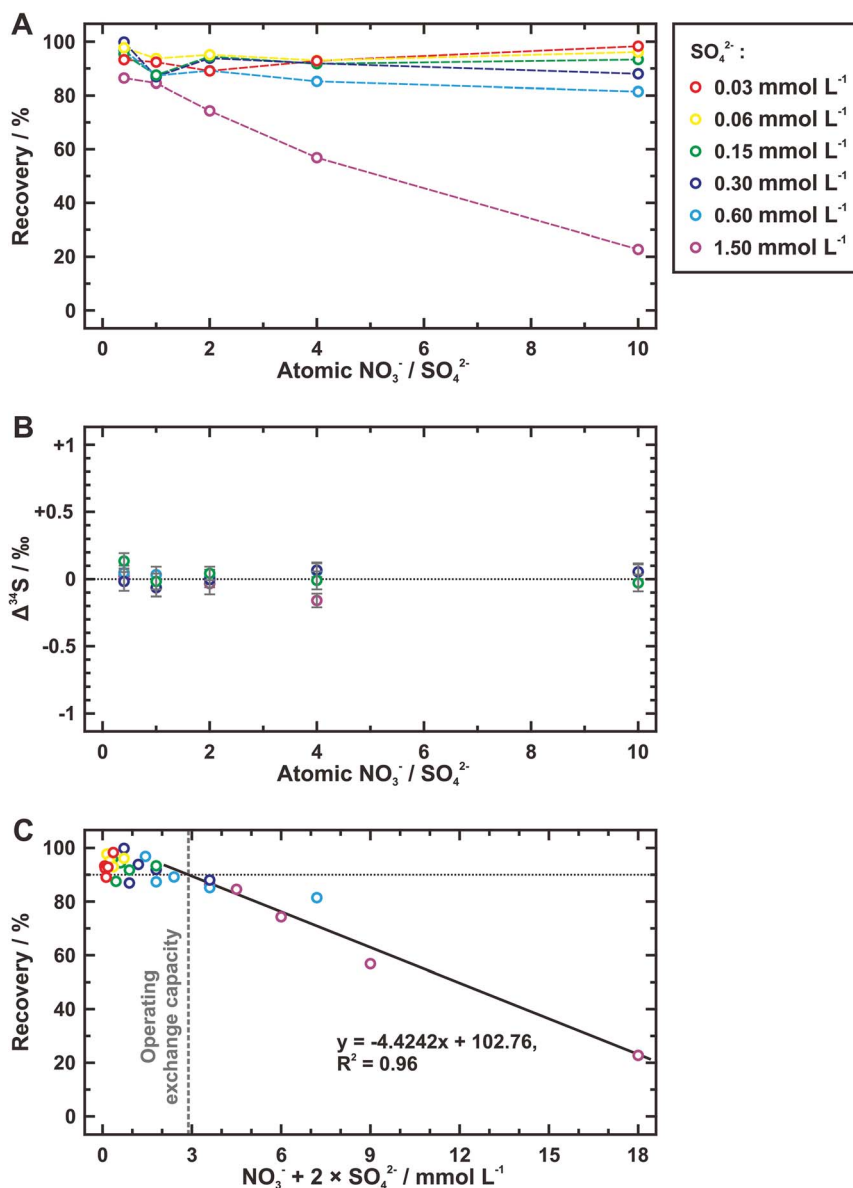 A
Recovery / %
100
80
60
40
20
0
0 2 4 6 8 10
Atomic NO₃⁻ / SO₄²⁻
SO₄²⁻ :
0.03 mmol L⁻¹
0.06 mmol L⁻¹
0.15 mmol L⁻¹
0.30 mmol L⁻¹
0.60 mmol L⁻¹
1.50 mmol L⁻¹
B
Δ³⁴S / ‰
+1
+0.5
0
-0.5
-1
0 2 4 6 8 10
Atomic NO₃⁻ / SO₄²⁻
C
Recovery / %
100
80
60
40
20
0
Operating
exchange capacity
y = -4.4242x + 102.76,
R² = 0.96
0 3 6 9 12 15 18
NO₃⁻ + 2 × SO₄²⁻ / mmol L⁻¹